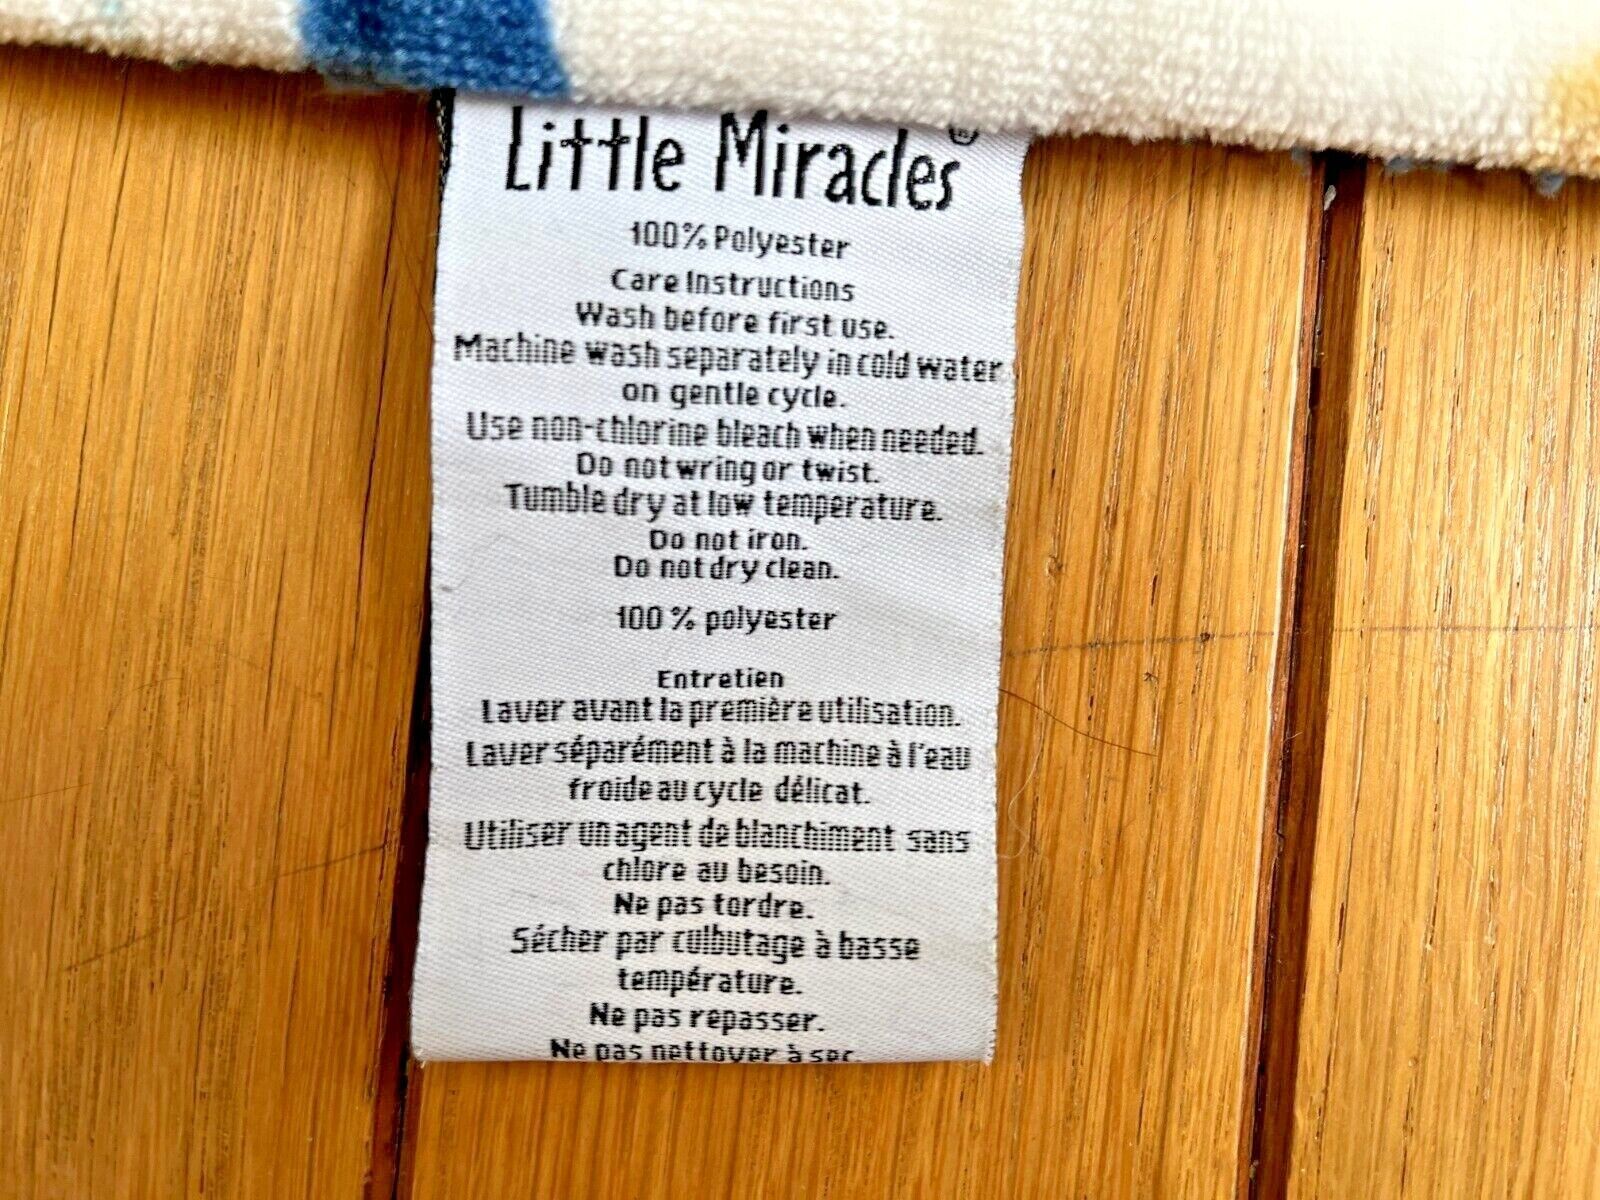 Little Miracles®
100% Polyester
Care Instructions
Wash before first use.
Machine wash separately in cold water
on gentle cycle.
Use non-chlorine bleach when needed.
Do not wring or twist.
Tumble dry at low temperature.
Do not iron.
Do not dry clean.
100 % polyester
Entretien
Laver avant la première utilisation.
Laver séparément à la machine à l'eau
froide au cycle délicat.
Utiliser un agent de blanchiment sans
chlore au besoin.
Ne pas tordre.
Sécher par culbutage à basse
température.
Ne pas repasser.
Ne pas nettoyer à sec.